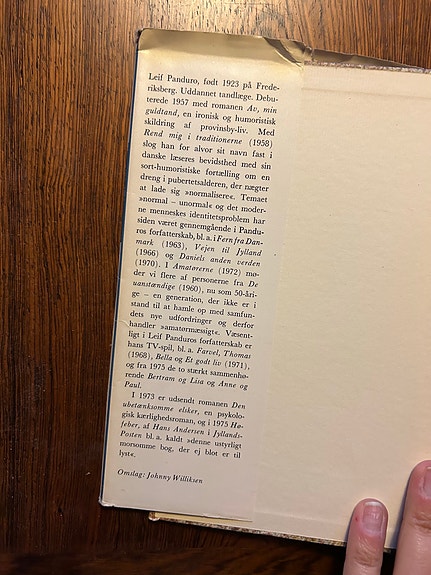 Leif Panduro, født 1923 på Frede-
riksberg. Uddannet tandlæge. Debu-
terede 1957 med romanen Av, min
guldtand, en ironisk og humoristisk
skildring af provinsby-liv. Med
Rend mig i traditionerne (1958)
slog han for alvor sit navn fast i
danske læseres bevidsthed med sin
sort-humoristiske fortælling om en
dreng i pubertetsalderen, der nægter
at lade sig »normalisere«. Temaet
»normal – unormal« og det moder-
ne menneskes identitetsproblem har
siden været gennemgående i Pandu-
ros forfatterskab, bl. a. i Fern fra Dan-
mark (1963), Vejen til Jylland
(1966) og Daniels anden verden
(1970). I Amatørerne (1972) mø-
der vi flere af personerne fra De
uanstændige (1960), nu som 50-åri-
ge – en generation, der ikke er i
stand til at hamle op med samfun-
dets nye udfordringer og derfor
handler »amatørmæssigt«. Væsent-
ligt i Leif Panduros forfatterskab er
hans TV-spil, bl. a. Farvel, Thomas
(1968), Bella og Et godt liv (1971),
og fra 1975 de to stærkt sammenhø-
rende Bertram og Lisa og Anne og
Paul.
I 1973 er udsendt romanen Den
ubetænksomme elsker, en psykolo-
gisk kærlighedsroman, og i 1975 Hø-
feber, af Hans Andersen i Jyllands-
Posten bl. a. kaldt »denne ustyrligt
morsomme bog, der ej blot er til
lyst«.
Omslag: Johnny Williksen